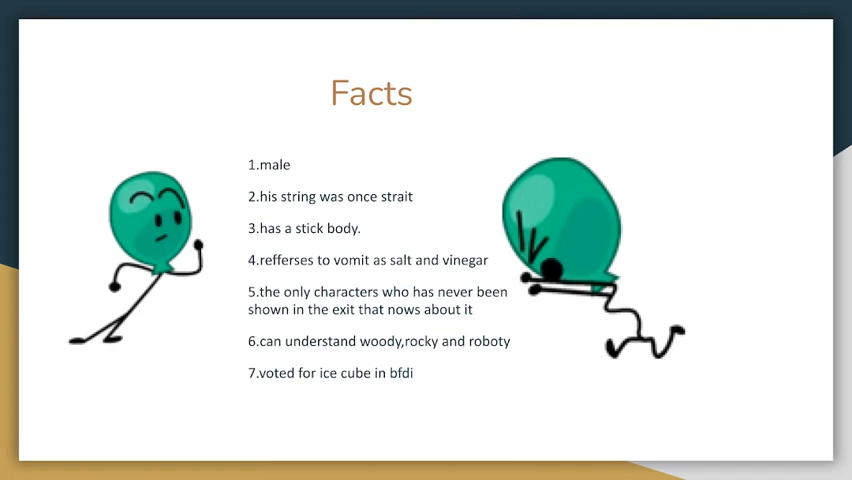 Facts
1.male
2.his string was once strait
3.has a stick body.
4.refferses to vomit as salt and vinegar
5.the only characters who has never been
shown in the exit that nows about it
6.can understand woody,rocky and roboty
7.voted for ice cube in bfdi